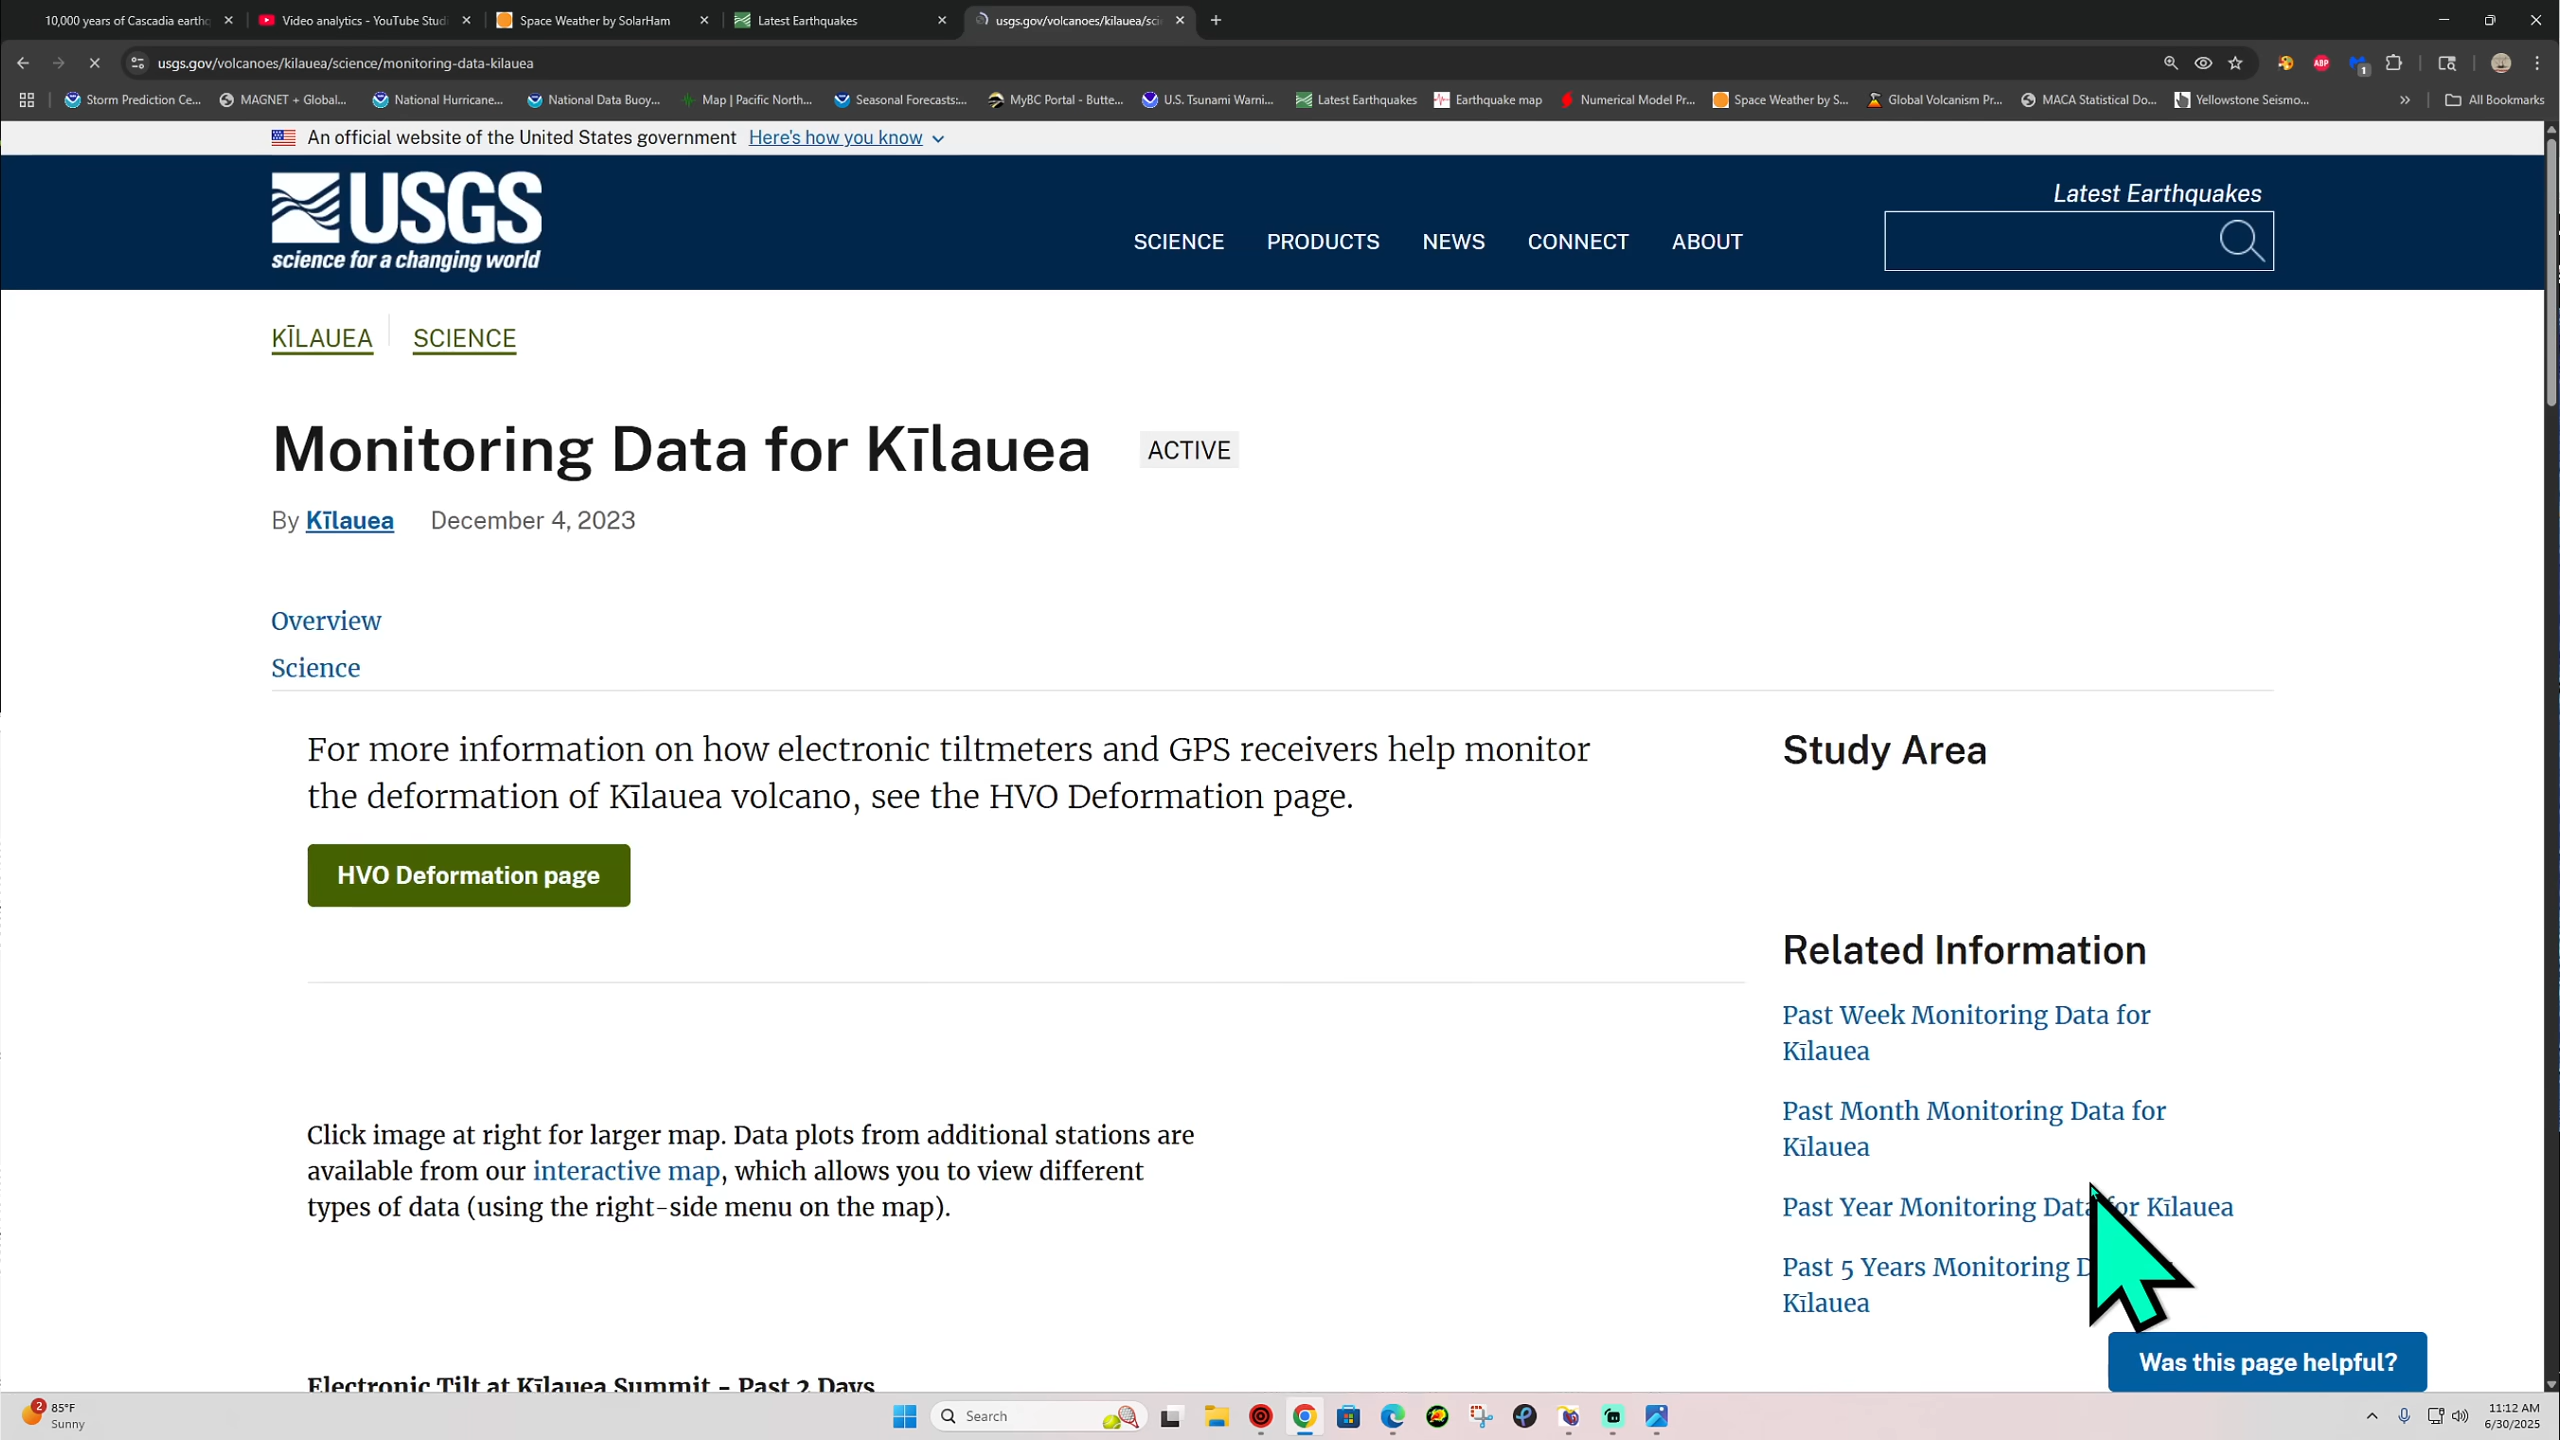 10,000 years of Cascadia earthq
Video analytics - YouTube Studi
Space Weather by SolarHam
Latest Earthquakes
usgs.gov/volcanoes/kilauea/sci
usgs.gov/volcanoes/kilauea/science/monitoring-data-kilauea
ABP
1
Storm Prediction Ce...
MAGNET + Global...
National Hurricane...
National Data Buoy...
Map | Pacific North...
Seasonal Forecasts:...
MyBC Portal - Butte...
U.S. Tsunami Warni...
Latest Earthquakes
Earthquake map
Numerical Model Pr...
Space Weather by S...
Global Volcanism Pr...
MACA Statistical Do...
Yellowstone Seismo...
»
All Bookmarks
An official website of the United States government Here's how you know
USGS
science for a changing world
Latest Earthquakes
SCIENCE PRODUCTS NEWS CONNECT ABOUT
KĪLAUEA SCIENCE
Monitoring Data for Kīlauea ACTIVE
By Kīlauea December 4, 2023
Overview
Science
For more information on how electronic tiltmeters and GPS receivers help monitor
the deformation of Kīlauea volcano, see the HVO Deformation page.
HVO Deformation page
Click image at right for larger map. Data plots from additional stations are
available from our interactive map, which allows you to view different
types of data (using the right-side menu on the map).
Electronic Tilt at Kīlauea Summit - Past 2 Days
Study Area
Related Information
Past Week Monitoring Data for
Kīlauea
Past Month Monitoring Data for
Kīlauea
Past Year Monitoring Data for Kīlauea
Past 5 Years Monitoring D
Kīlauea
Was this page helpful?
2
85°F
Sunny
Search
11:12 AM
6/30/2025